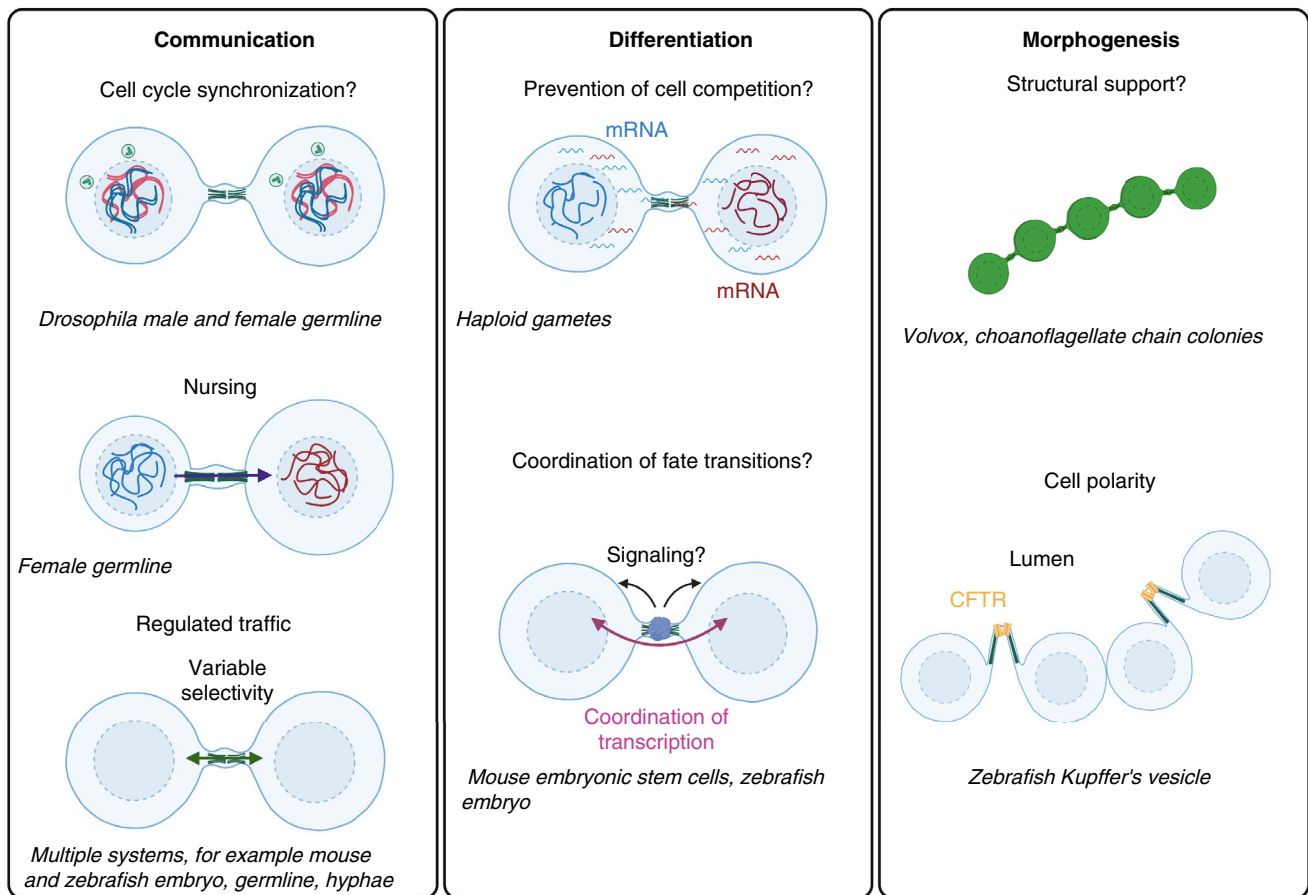 Communication
Cell cycle synchronization?
Drosophila male and female germline
Nursing
Female germline
Regulated traffic
Variable
selectivity
Multiple systems, for example mouse
and zebrafish embryo, germline, hyphae
Differentiation
Prevention of cell competition?
mRNA
mRNA
Haploid gametes
Coordination of fate transitions?
Signaling?
Coordination of
transcription
Mouse embryonic stem cells, zebrafish
embryo
Morphogenesis
Structural support?
Volvox, choanoflagellate chain colonies
Cell polarity
Lumen
CFTR
Zebrafish Kupffer's vesicle